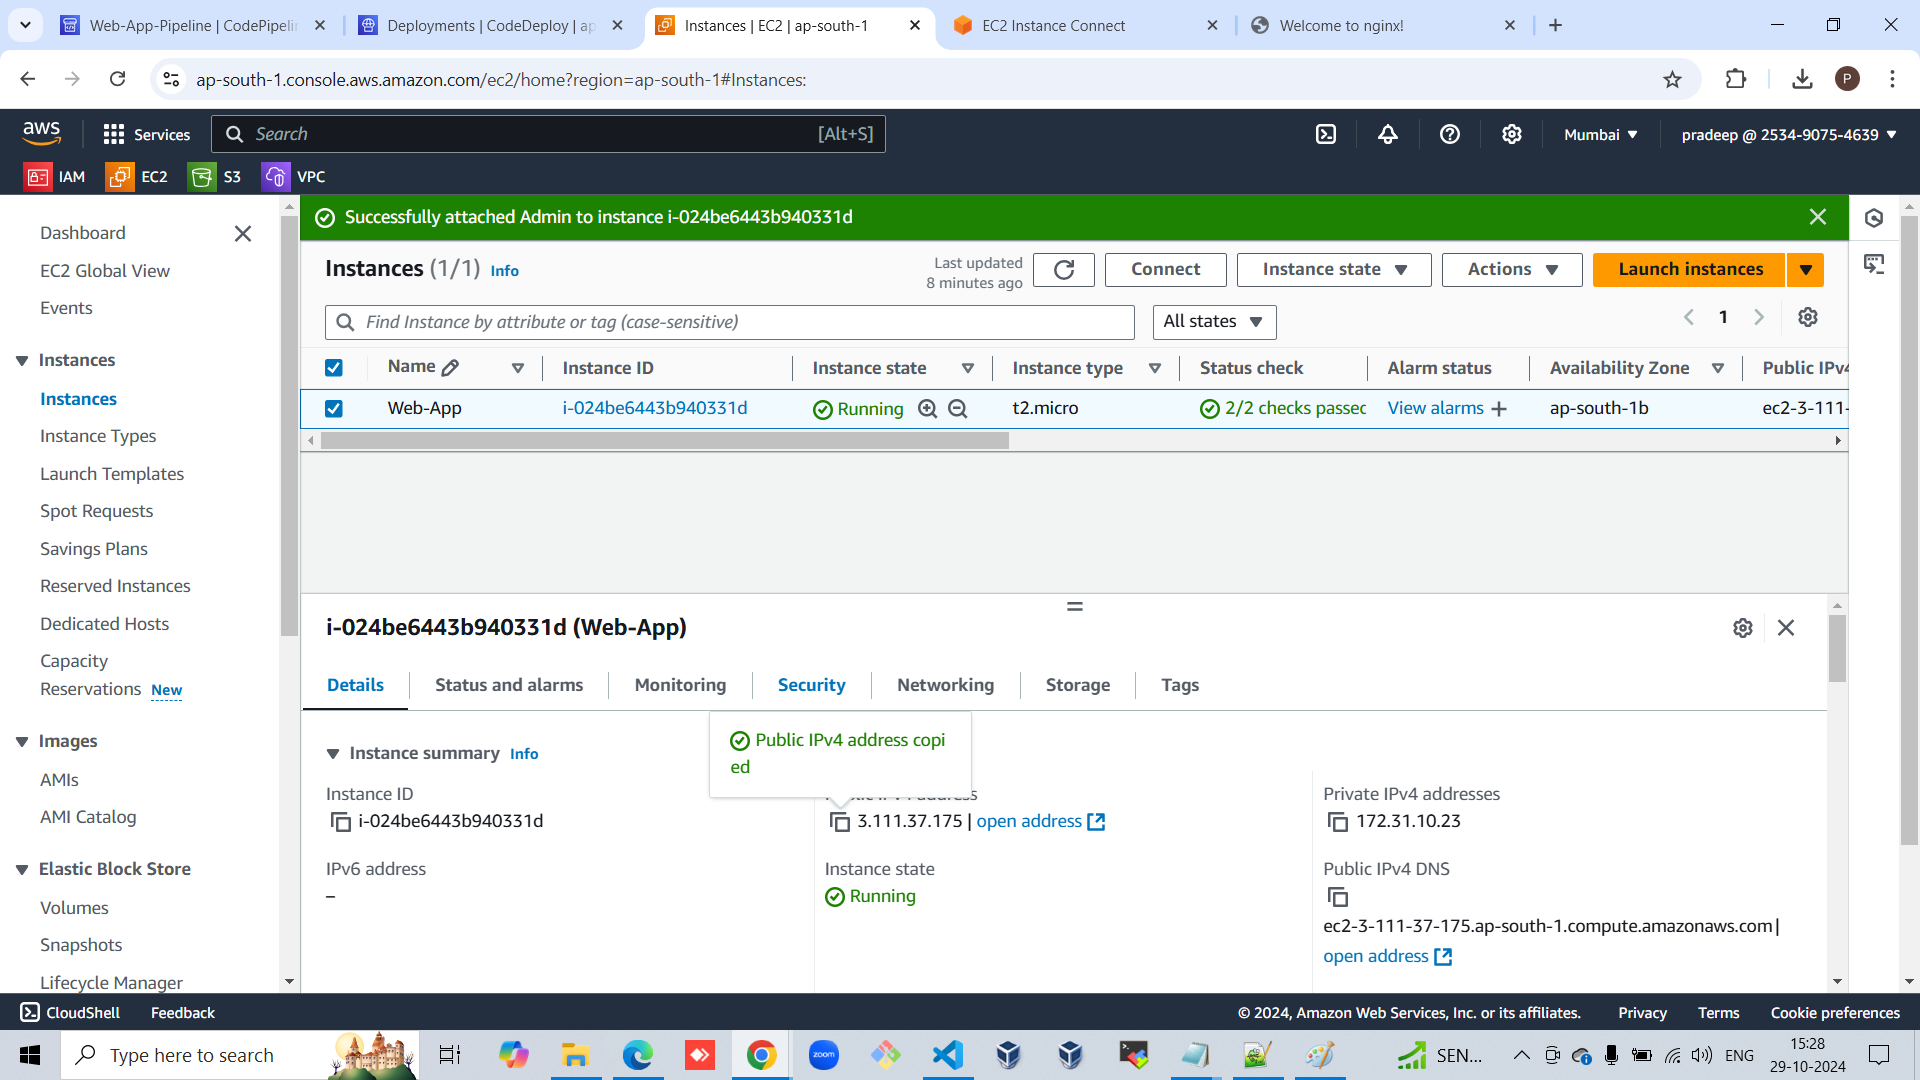 Web-App-Pipeline | CodePipelin
Deployments | CodeDeploy | ap
Instances | EC2 | ap-south-1
EC2 Instance Connect
Welcome to nginx!
ap-south-1.console.aws.amazon.com/ec2/home?region=ap-south-1#Instances:
P
aws
Services
Search
[Alt+S]
Mumbai
pradeep @ 2534-9075-4639
IAM
EC2
S3
VPC
Dashboard
EC2 Global View
Events
Instances
Instances
Instance Types
Launch Templates
Spot Requests
Savings Plans
Reserved Instances
Dedicated Hosts
Capacity
Reservations New
Images
AMIs
AMI Catalog
Elastic Block Store
Volumes
Snapshots
Lifecycle Manager
Successfully attached Admin to instance i-024be6443b940331d
Instances (1/1) Info
Last updated
8 minutes ago
Connect
Instance state
Actions
Launch instances
Find Instance by attribute or tag (case-sensitive)
All states
1
Name
Instance ID
Instance state
Instance type
Status check
Alarm status
Availability Zone
Public IPv4
Web-App
i-024be6443b940331d
Running
t2.micro
2/2 checks passed
View alarms
ap-south-1b
ec2-3-111-
i-024be6443b940331d (Web-App)
Details
Status and alarms
Monitoring
Security
Networking
Storage
Tags
Public IPv4 address copi
ed
Instance summary Info
Instance ID
i-024be6443b940331d
Public IPv4 address
3.111.37.175 | open address
Private IPv4 addresses
172.31.10.23
IPv6 address
–
Instance state
Running
Public IPv4 DNS
ec2-3-111-37-175.ap-south-1.compute.amazonaws.com |
open address
CloudShell
Feedback
© 2024, Amazon Web Services, Inc. or its affiliates.
Privacy
Terms
Cookie preferences
Type here to search
zoom
SEN...
ENG
15:28
29-10-2024